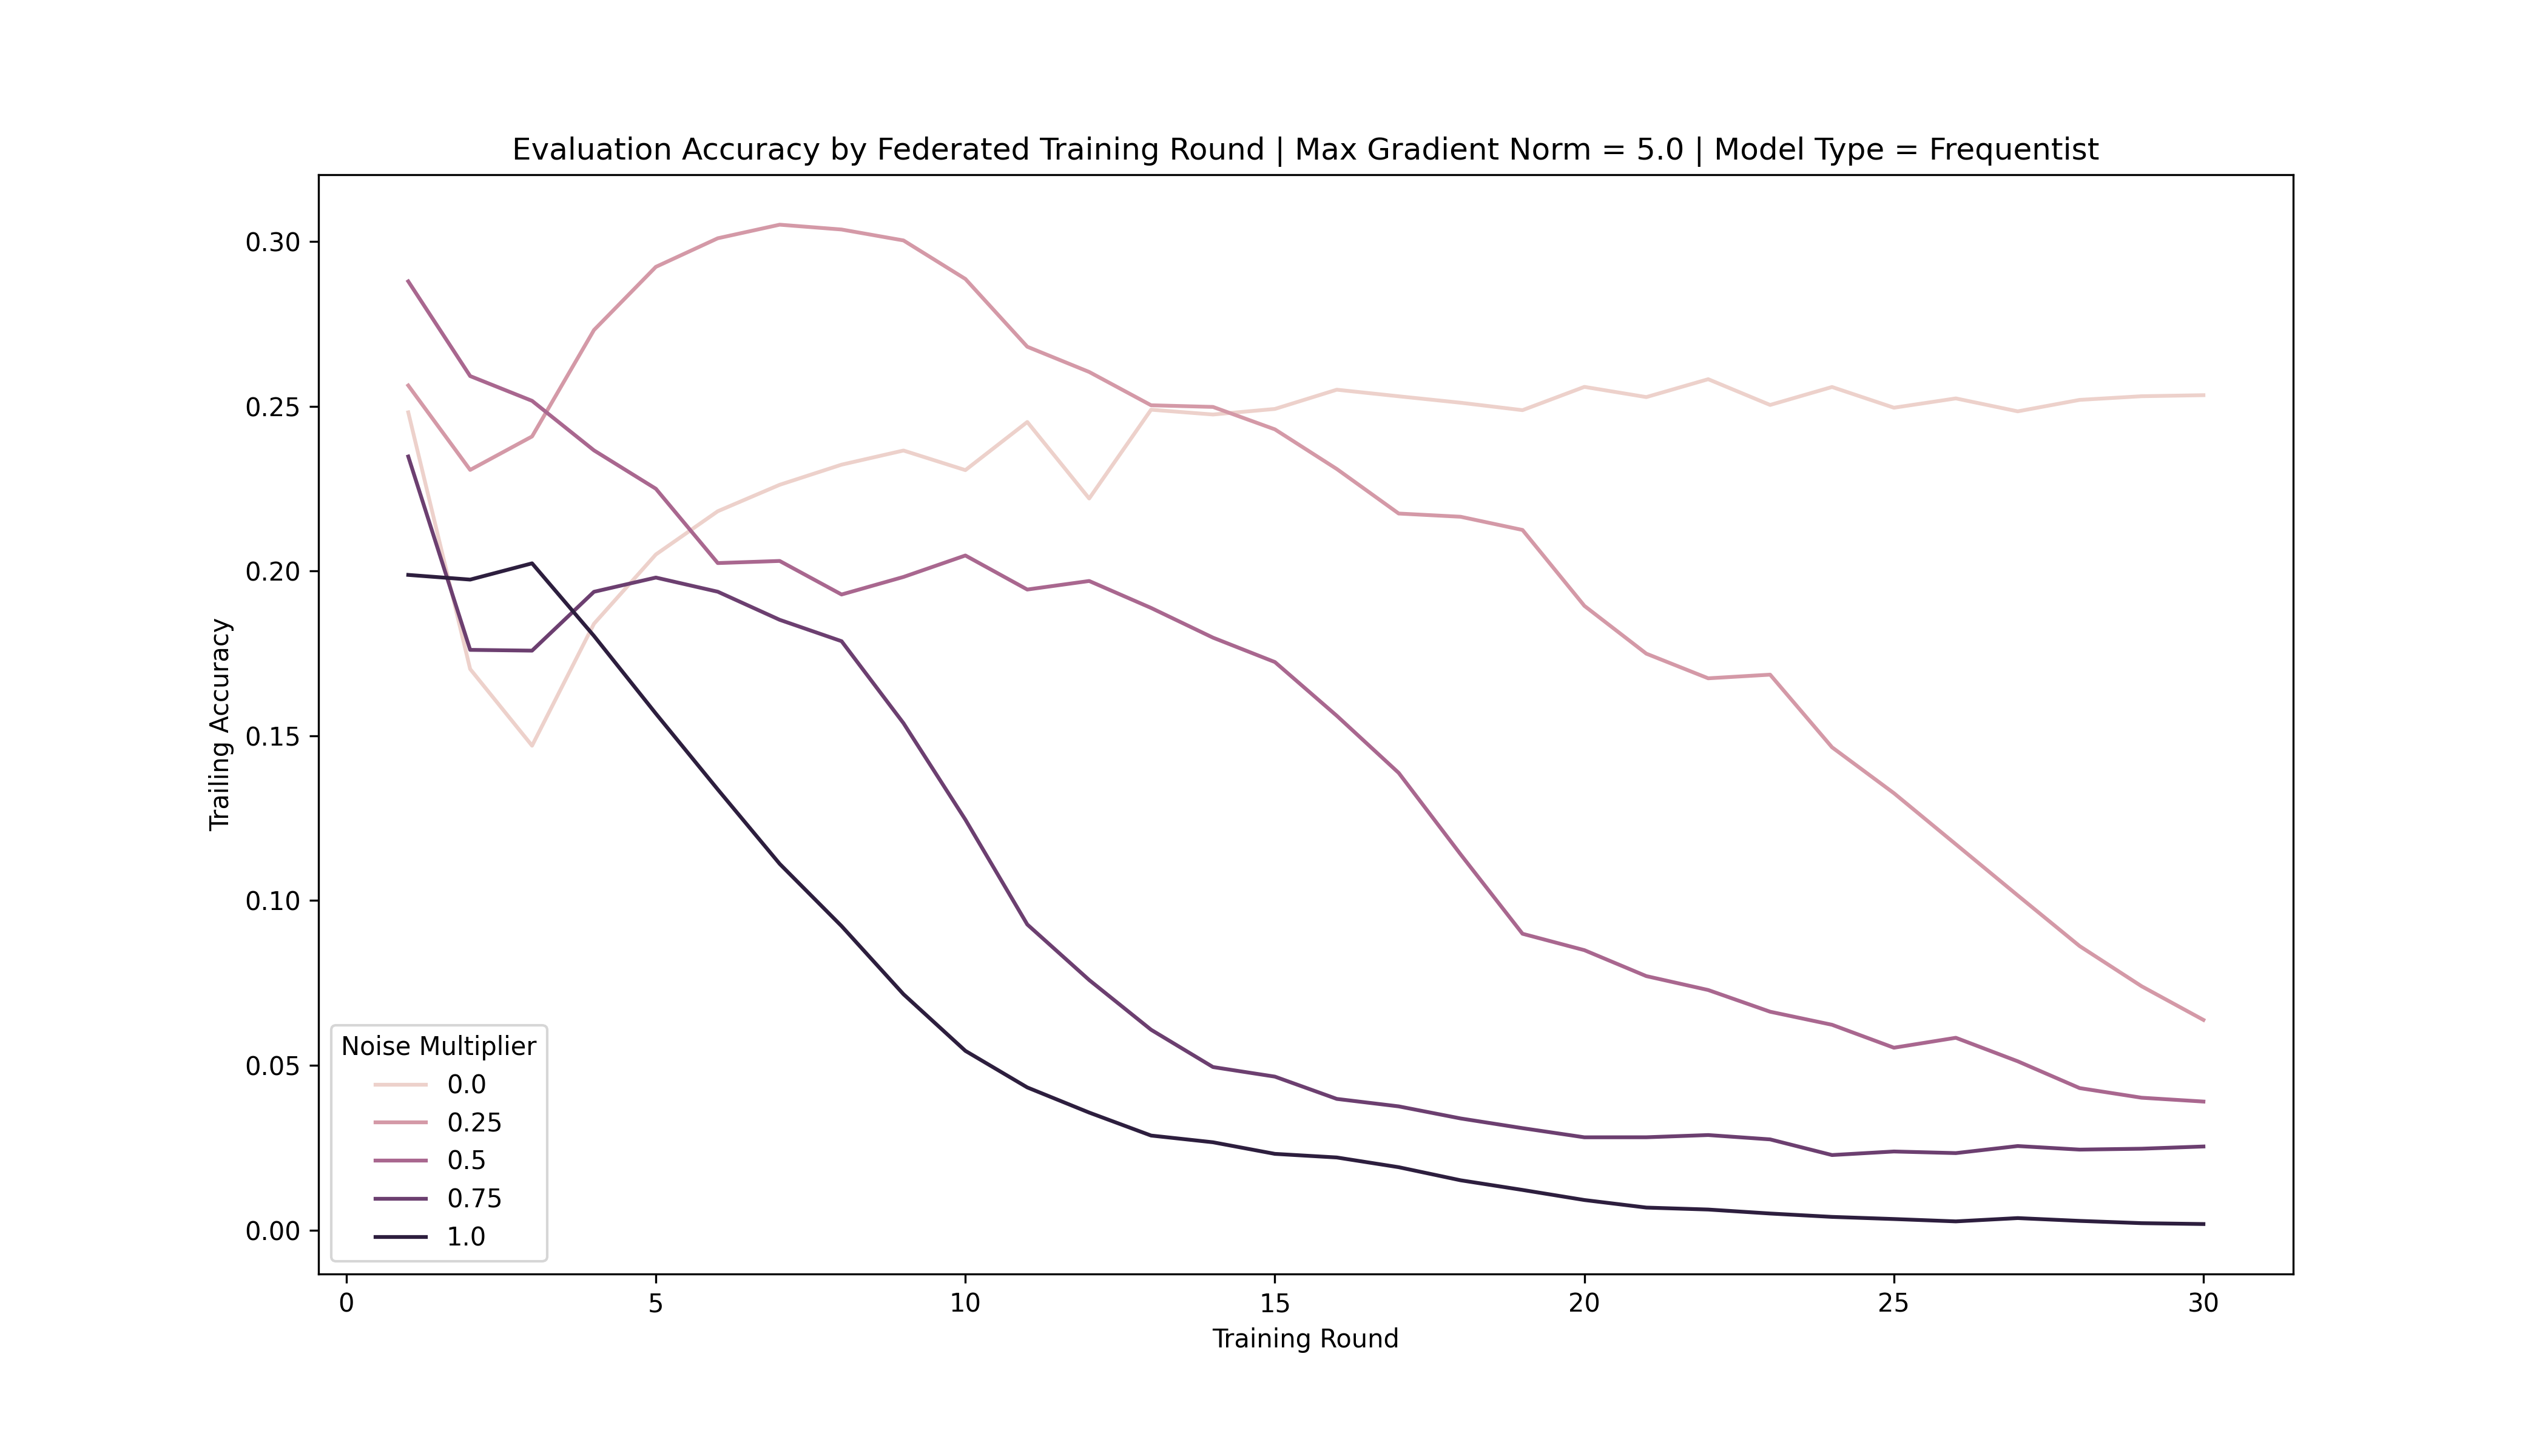 Evaluation Accuracy by Federated Training Round | Max Gradient Norm = 5.0 | Model Type = Frequentist
Trailing Accuracy
0.30
0.25
0.20
0.15
0.10
0.05
0.00
Noise Multiplier
0.0
0.25
0.5
0.75
1.0
0 5 10 15 20 25 30
Training Round